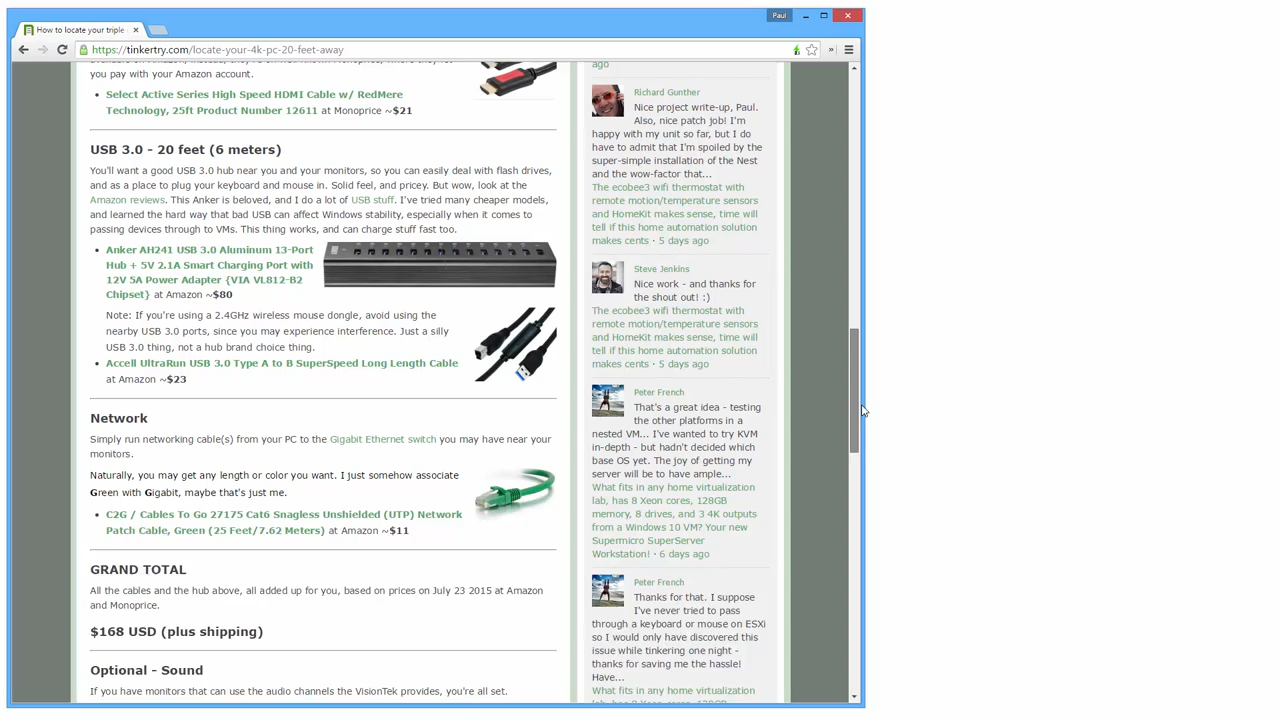 Paul
How to locate your triple
https://tinkertry.com/locate-your-4k-pc-20-feet-away
you pay with your Amazon account.
Select Active Series High Speed HDMI Cable w/ RedMere
Technology, 25ft Product Number 12611 at Monoprice ~$21
USB 3.0 - 20 feet (6 meters)
You'll want a good USB 3.0 hub near you and your monitors, so you can easily deal with flash drives,
and as a place to plug your keyboard and mouse in. Solid feel, and pricey. But wow, look at the
Amazon reviews. This Anker is beloved, and I do a lot of USB stuff. I've tried many cheaper models,
and learned the hard way that bad USB can affect Windows stability, especially when it comes to
passing devices through to VMs. This thing works, and can charge stuff fast too.
Anker AH241 USB 3.0 Aluminum 13-Port
Hub + 5V 2.1A Smart Charging Port with
12V 5A Power Adapter {VIA VL812-B2
Chipset} at Amazon ~$80
Note: If you're using a 2.4GHz wireless mouse dongle, avoid using the
nearby USB 3.0 ports, since you may experience interference. Just a silly
USB 3.0 thing, not a hub brand choice thing.
Accell UltraRun USB 3.0 Type A to B SuperSpeed Long Length Cable
at Amazon ~$23
Network
Simply run networking cable(s) from your PC to the Gigabit Ethernet switch you may have near your
monitors.
Naturally, you may get any length or color you want. I just somehow associate
Green with Gigabit, maybe that's just me.
C2G / Cables To Go 27175 Cat6 Snagless Unshielded (UTP) Network
Patch Cable, Green (25 Feet/7.62 Meters) at Amazon ~$11
GRAND TOTAL
All the cables and the hub above, all added up for you, based on prices on July 23 2015 at Amazon
and Monoprice.
$168 USD (plus shipping)
Optional - Sound
If you have monitors that can use the audio channels the VisionTek provides, you're all set.
ago
Richard Gunther
Nice project write-up, Paul.
Also, nice patch job! I'm
happy with my unit so far, but I do
have to admit that I'm spoiled by the
super-simple installation of the Nest
and the wow-factor that...
The ecobee3 wifi thermostat with
remote motion/temperature sensors
and HomeKit makes sense, time will
tell if this home automation solution
makes cents · 5 days ago
Steve Jenkins
Nice work - and thanks for
the shout out! :)
The ecobee3 wifi thermostat with
remote motion/temperature sensors
and HomeKit makes sense, time will
tell if this home automation solution
makes cents · 5 days ago
Peter French
That's a great idea - testing
the other platforms in a
nested VM... I've wanted to try KVM
in-depth - but hadn't decided which
base OS yet. The joy of getting my
server will be to have ample...
What fits in any home virtualization
lab, has 8 Xeon cores, 128GB
memory, 8 drives, and 3 4K outputs
from a Windows 10 VM? Your new
Supermicro SuperServer
Workstation! · 6 days ago
Peter French
Thanks for that. I suppose
I've never tried to pass
through a keyboard or mouse on ESXi
so I would only have discovered this
issue while tinkering one night -
thanks for saving me the hassle!
Have...
What fits in any home virtualization